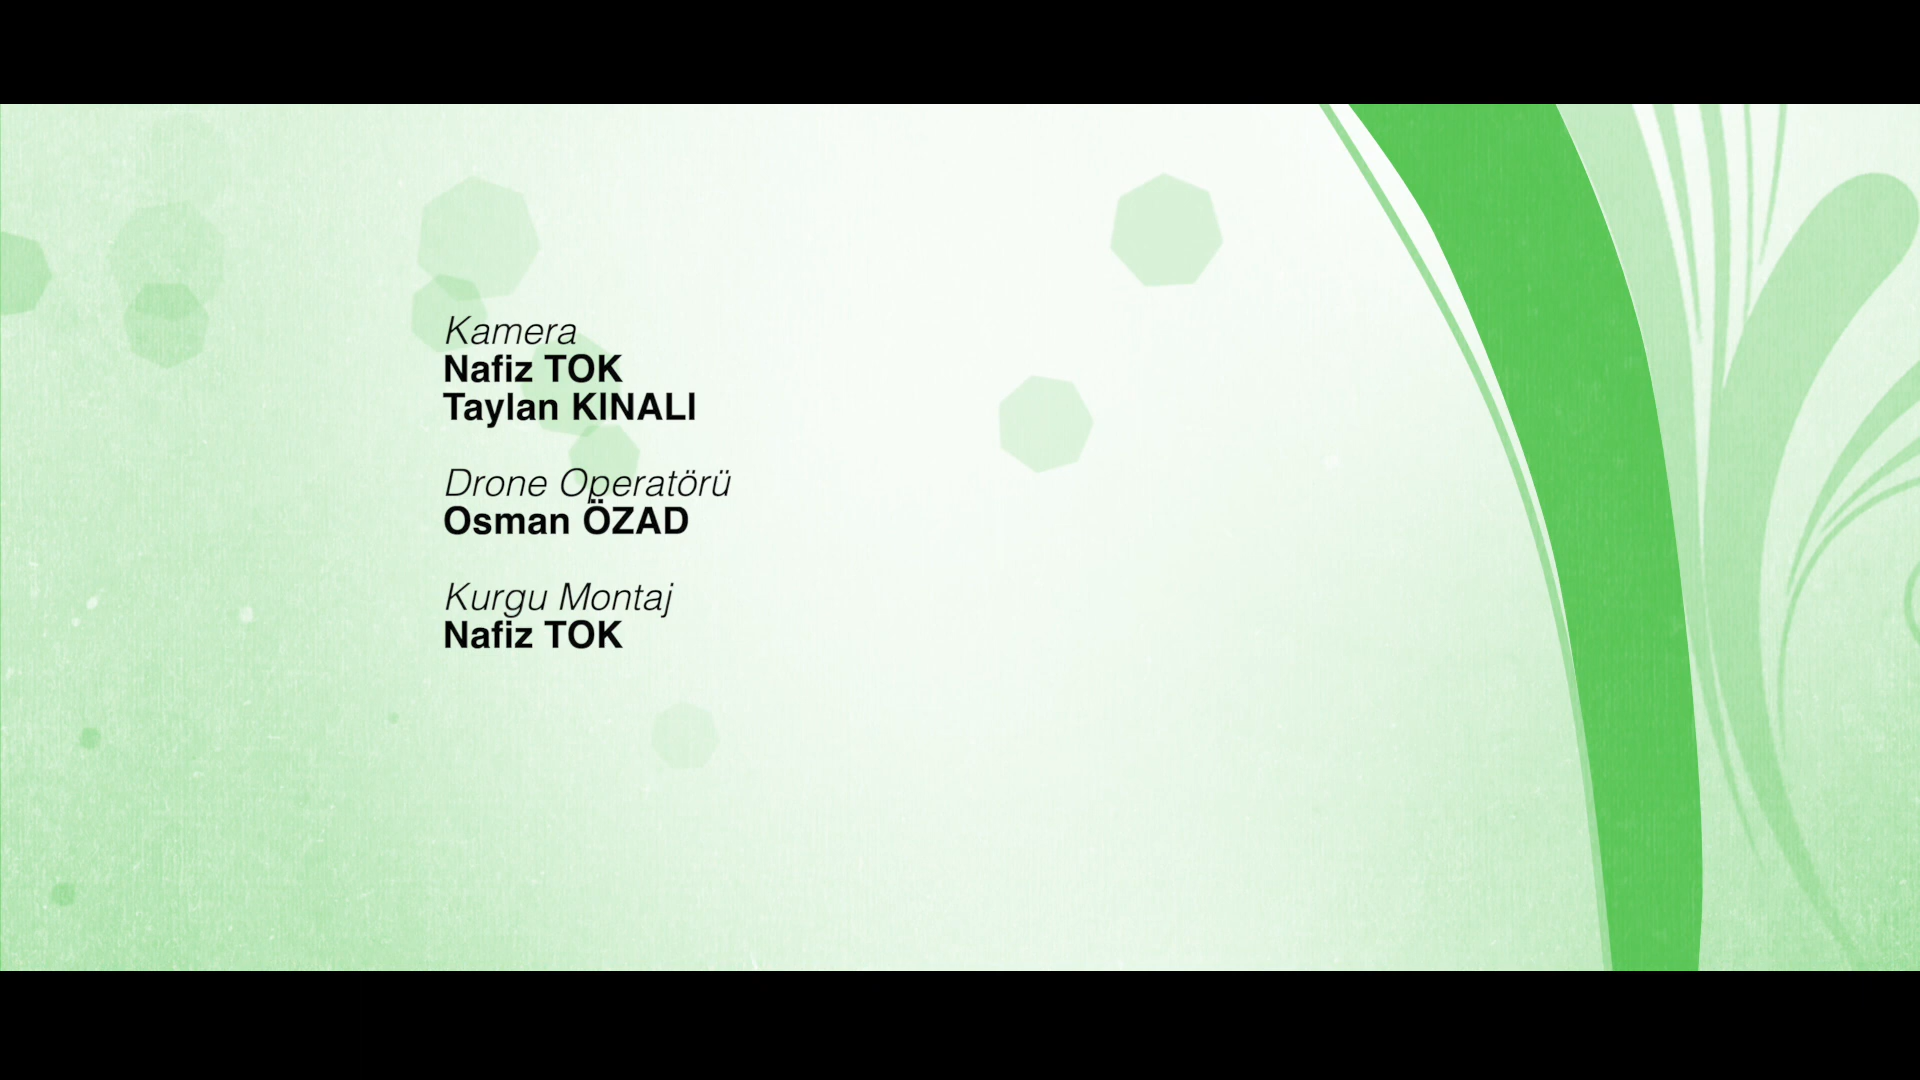 Kamera
Nafiz TOK
Taylan KINALI
Drone Operatörü
Osman ÖZAD
Kurgu Montaj
Nafiz TOK